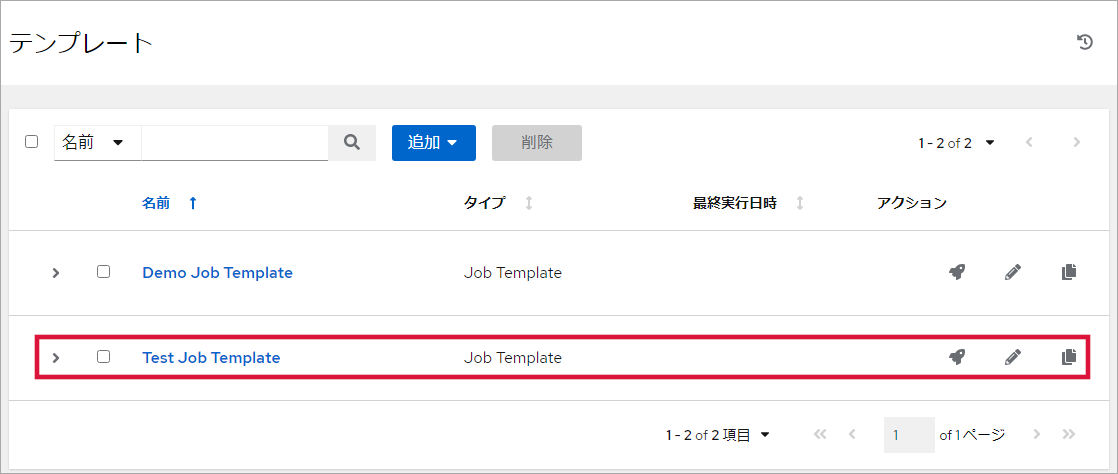 テンプレート
名前 追加 削除 1 - 2 of 2
名前 タイプ 最終実行日時 アクション
Demo Job Template Job Template
Test Job Template Job Template
1 - 2 of 2 項目 1 of 1 ページ